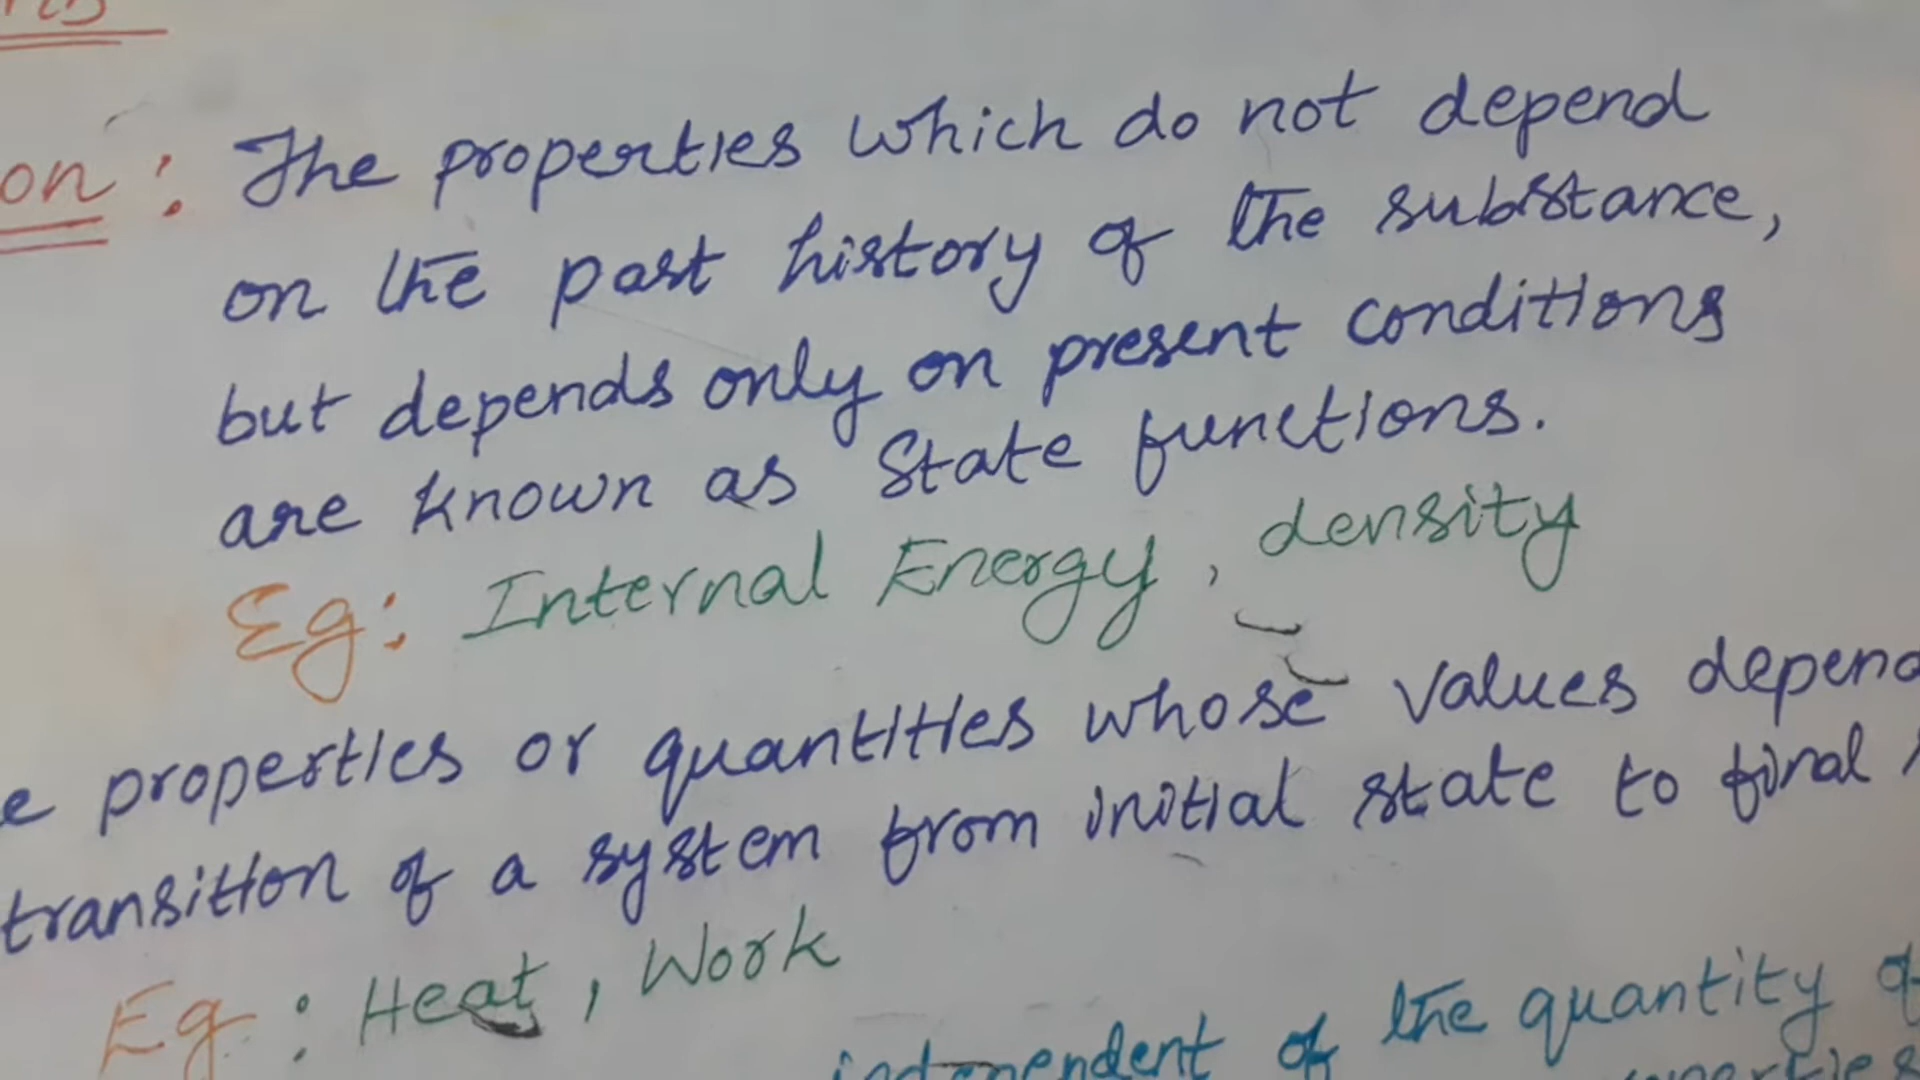 on : The properties which do not depend
on the past history of the substance,
but depends only on present conditions
are known as State functions.
Eg: Internal Energy, density
e properties or quantities whose values depend
transition of a system from initial state to final
Eg : Heat, Work
independent of the quantity of